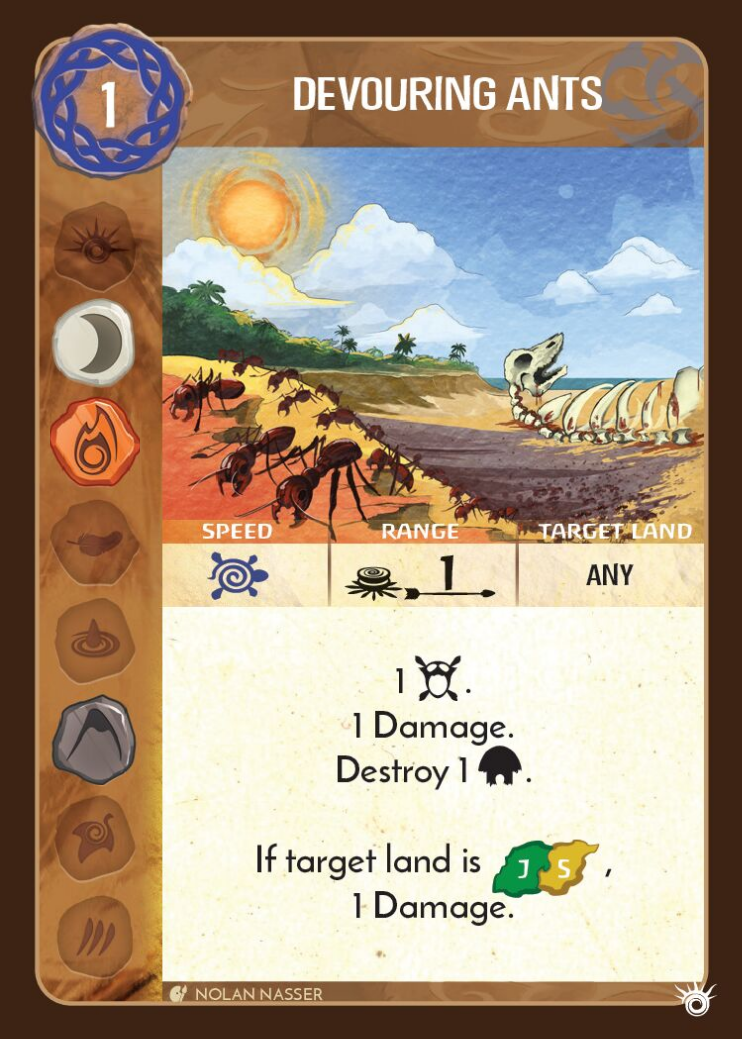 1
DEVOURING ANTS
SPEED RANGE TARGET LAND
1 ANY
1 .
1 Damage.
Destroy 1 .
If target land is J S ,
1 Damage.
NOLAN NASSER